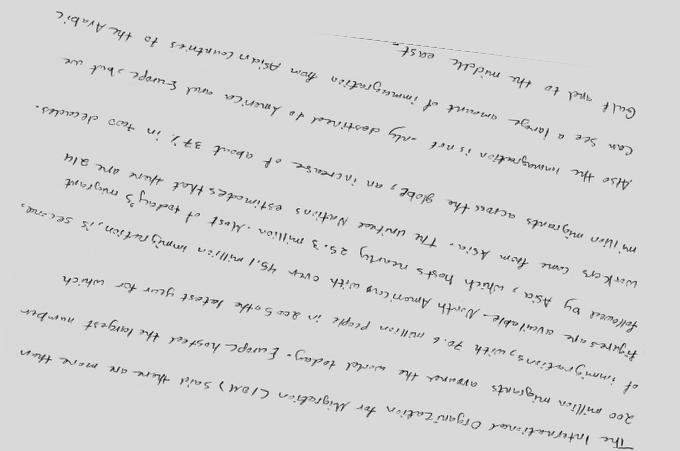 The International Organization for Migration (IOM) said there are more than
200 million migrants around the world today. Europe hosted the largest number
of immigrations, with 70.6 million people in 2005, the latest year for which
figures are available. North America, with over 45.1 million immigration, is second,
followed by Asia, which hosts nearly 25.3 million. Most of today's migrant
workers come from Asia. The unitied Nations estimates that there are 214
million migrants across the globe, an increase of about 37% in two decades.
Also the immagration is not only destined to America and Europe, but we
can see a large amount of immagration from Asian countries to the Arabic
Gulf and to the middle east.